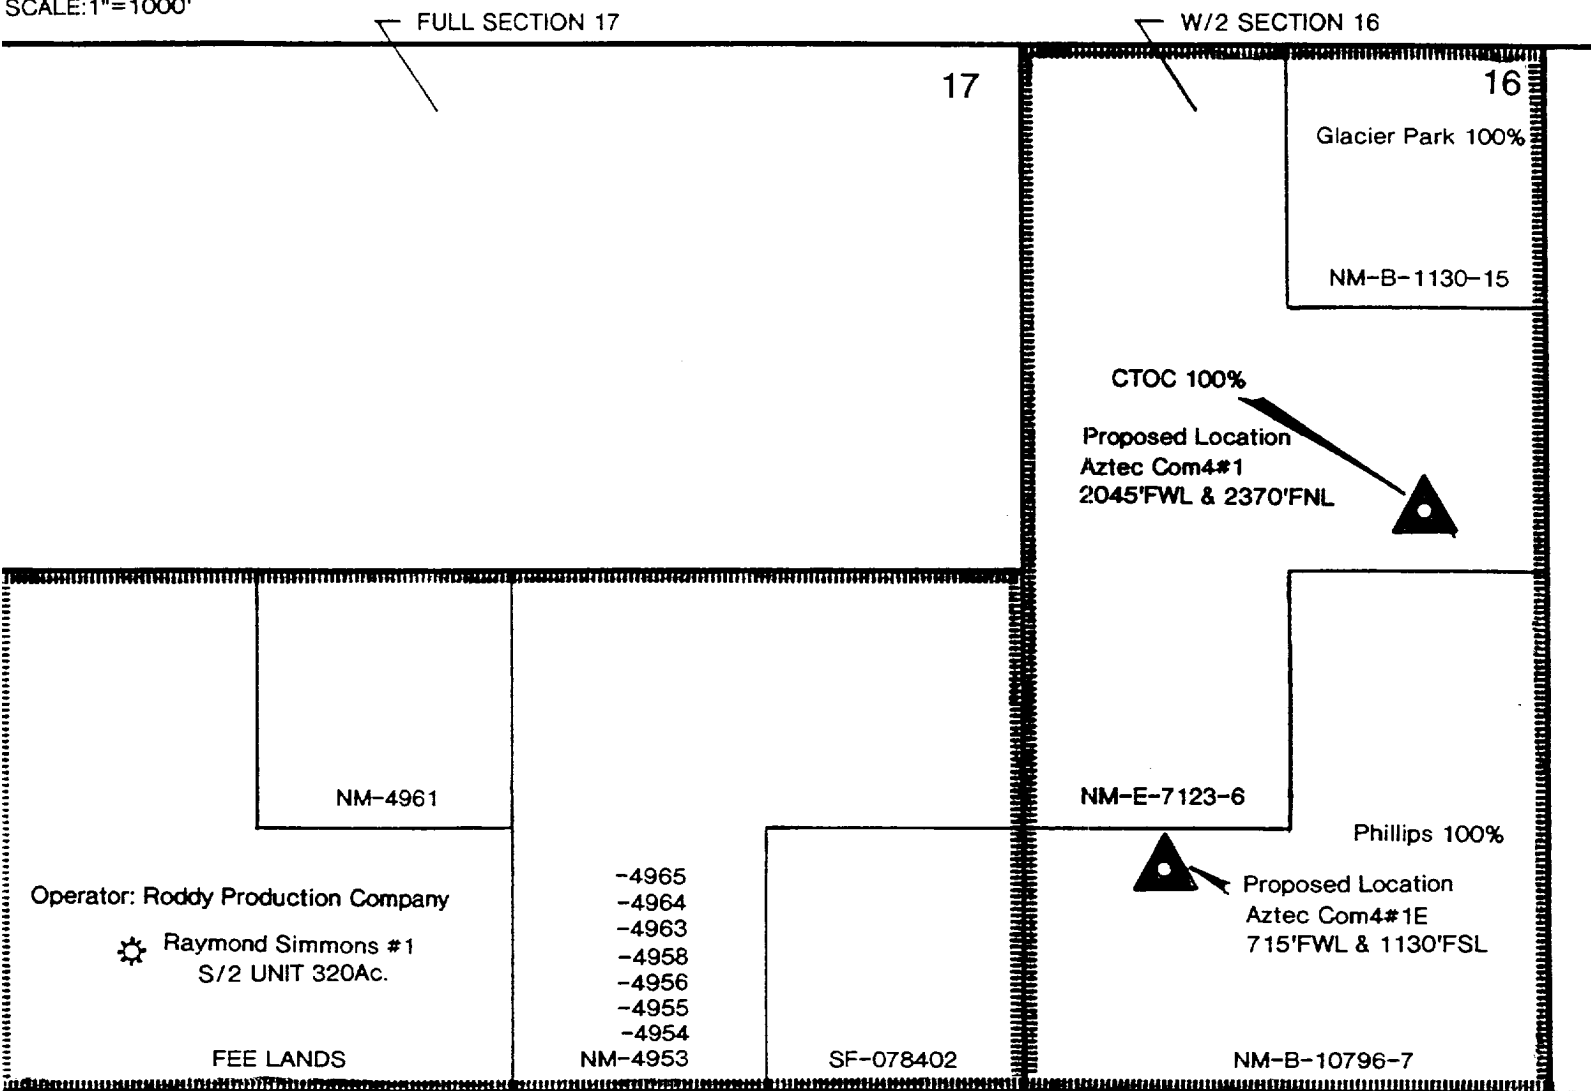 SCALE:1"=1000'
FULL SECTION 17
W/2 SECTION 16
17
16
Glacier Park 100%
NM-B-1130-15
CTOC 100%
Proposed Location
Aztec Com4#1
2045'FWL & 2370'FNL
NM-4961
NM-E-7123-6
Phillips 100%
Operator: Roddy Production Company
Raymond Simmons #1
S/2 UNIT 320Ac.
-4965
-4964
-4963
-4958
-4956
-4955
-4954
NM-4953
Proposed Location
Aztec Com4#1E
715'FWL & 1130'FSL
FEE LANDS
SF-078402
NM-B-10796-7